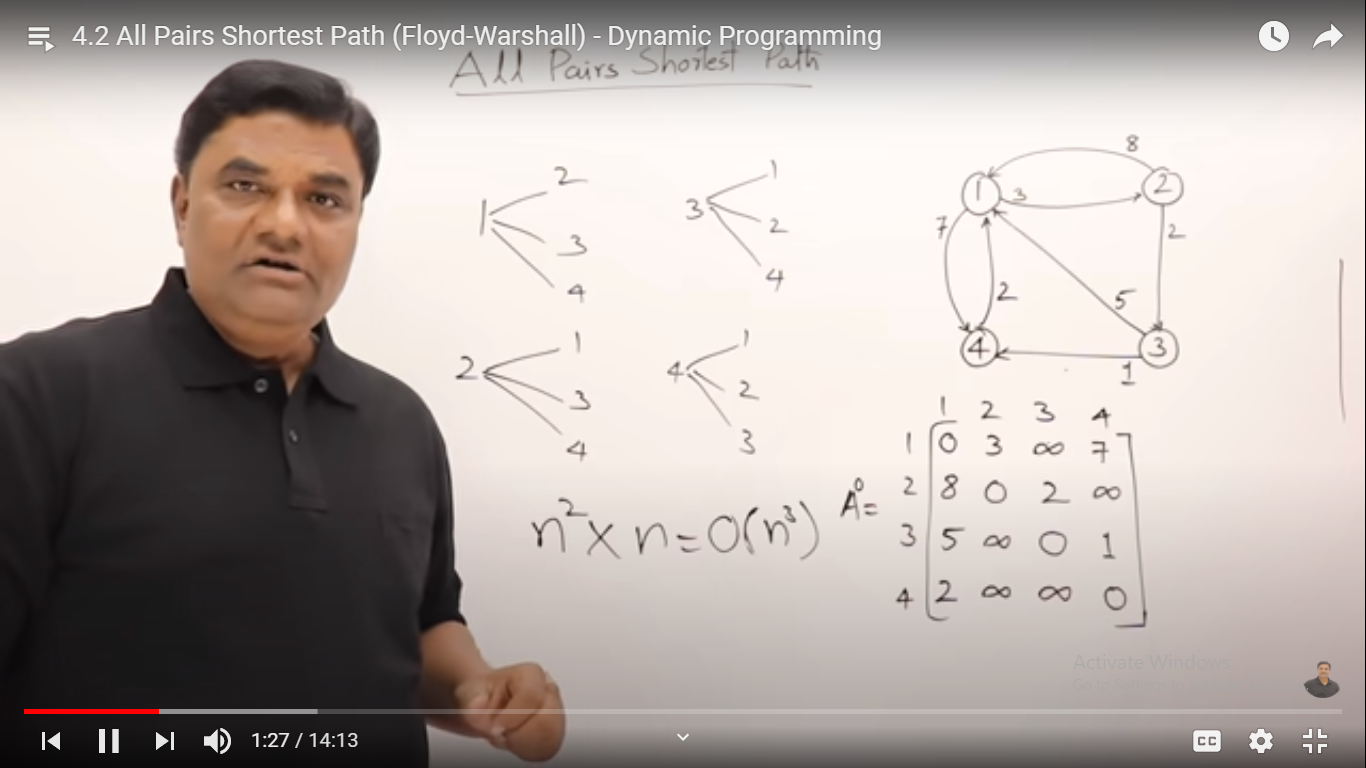 4.2 All Pairs Shortest Path (Floyd-Warshall) - Dynamic Programming
All Pairs Shortest Path
1 2 3 4
3 1 2 4
2 1 3 4
4 1 2 3
n² × n = O(n³)
8
1 3 2
7 2
2 5
4 3
1
1 2 3 4
1 0 3 ∞ 7
A⁰= 2 8 0 2 ∞
3 5 ∞ 0 1
4 2 ∞ ∞ 0
Activate Windows
1:27 / 14:13
CC